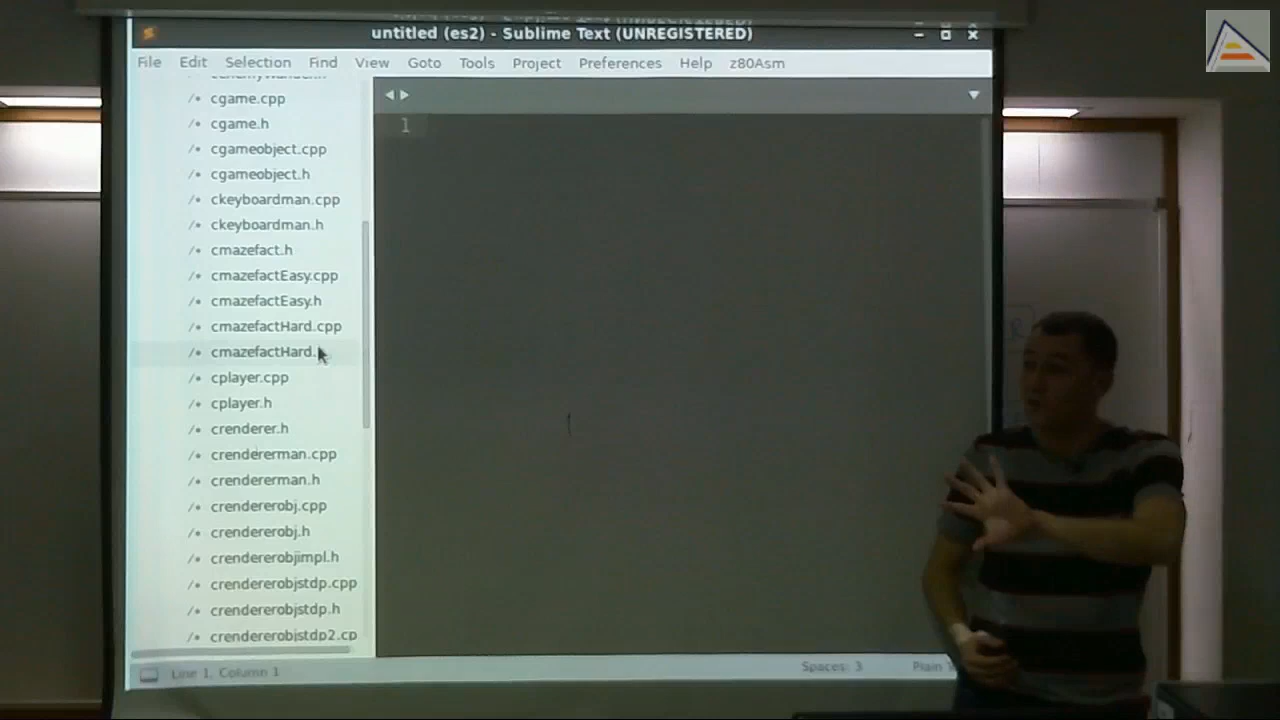 untitled (es2) - Sublime Text (UNREGISTERED)
File Edit Selection Find View Goto Tools Project Preferences Help z80Asm
/• cgame.cpp
/• cgame.h
/• cgameobject.cpp
/• cgameobject.h
/• ckeyboardman.cpp
/• ckeyboardman.h
/• cmazefact.h
/• cmazefactEasy.cpp
/• cmazefactEasy.h
/• cmazefactHard.cpp
/• cmazefactHard.
/• cplayer.cpp
/• cplayer.h
/• crenderer.h
/• crendererman.cpp
/• crendererman.h
/• crendererobj.cpp
/• crendererobj.h
/• crendererobjimpl.h
/• crendererobjstdp.cpp
/• crendererobjstdp.h
/• crendererobjstdp2.cp
1
Line 1, Column 1
Spaces: 3
Plain